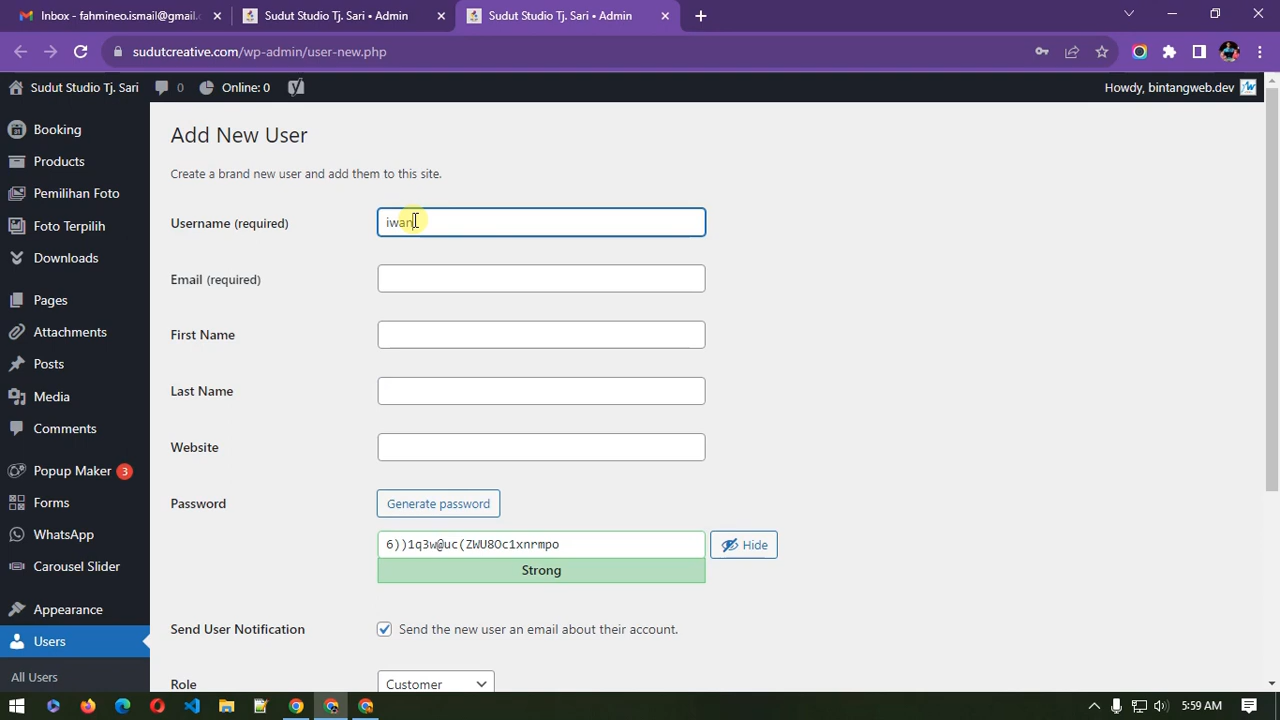 Inbox - fahmineo.ismail@gmail.c
Sudut Studio Tj. Sari • Admin
Sudut Studio Tj. Sari • Admin
sudutcreative.com/wp-admin/user-new.php
Sudut Studio Tj. Sari
0
Online: 0
Howdy, bintangweb.dev
Booking
Products
Pemilihan Foto
Foto Terpilih
Downloads
Pages
Attachments
Posts
Media
Comments
Popup Maker 3
Forms
WhatsApp
Carousel Slider
Appearance
Users
All Users
Add New User
Create a brand new user and add them to this site.
Username (required)
iwan
Email (required)
First Name
Last Name
Website
Password
Generate password
6))1q3w@uc(ZWU8Oc1xnrmpo
Hide
Strong
Send User Notification
Send the new user an email about their account.
Role
Customer
5:59 AM